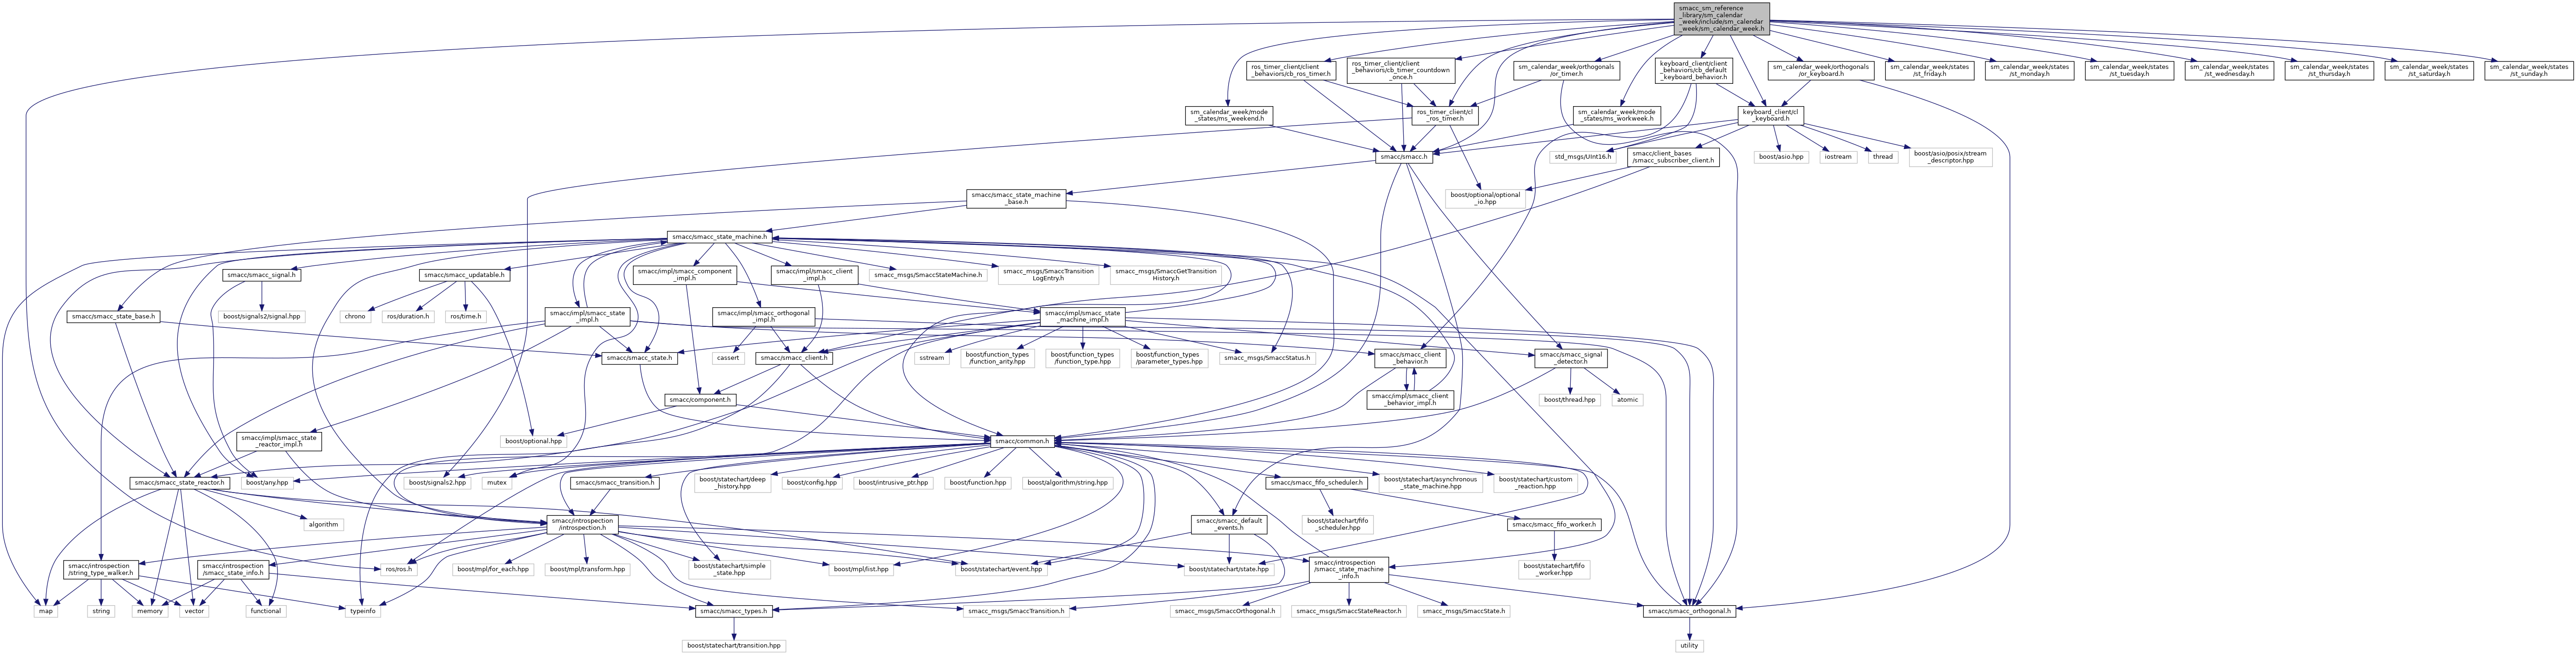 smacc_sm_reference
_library/sm_calendar
_week/include/sm_calendar
_week/sm_calendar_week.h
ros_timer_client/client
_behaviors/cb_ros_timer.h
ros_timer_client/client
_behaviors/cb_timer_countdown
_once.h
sm_calendar_week/orthogonals
/or_timer.h
keyboard_client/client
_behaviors/cb_default
_keyboard_behavior.h
sm_calendar_week/orthogonals
/or_keyboard.h
sm_calendar_week/states
/st_friday.h
sm_calendar_week/states
/st_monday.h
sm_calendar_week/states
/st_tuesday.h
sm_calendar_week/states
/st_wednesday.h
sm_calendar_week/states
/st_thursday.h
sm_calendar_week/states
/st_saturday.h
sm_calendar_week/states
/st_sunday.h
sm_calendar_week/mode
_states/ms_weekend.h
ros_timer_client/cl
_ros_timer.h
sm_calendar_week/mode
_states/ms_workweek.h
keyboard_client/cl
_keyboard.h
smacc/smacc.h
std_msgs/UInt16.h
smacc/client_bases
/smacc_subscriber_client.h
boost/asio.hpp
iostream
thread
boost/asio/posix/stream
_descriptor.hpp
smacc/smacc_state_machine
_base.h
boost/optional/optional
_io.hpp
smacc/smacc_state_machine.h
smacc/smacc_signal.h
smacc/smacc_updatable.h
smacc/impl/smacc_component
_impl.h
smacc/impl/smacc_client
_impl.h
smacc_msgs/SmaccStateMachine.h
smacc_msgs/SmaccTransition
LogEntry.h
smacc_msgs/SmaccGetTransition
History.h
smacc/smacc_state_base.h
boost/signals2/signal.hpp
chrono
ros/duration.h
ros/time.h
smacc/impl/smacc_state
_impl.h
smacc/impl/smacc_orthogonal
_impl.h
smacc/impl/smacc_state
_machine_impl.h
smacc/smacc_state.h
cassert
smacc/smacc_client.h
sstream
boost/function_types
/function_arity.hpp
boost/function_types
/function_type.hpp
boost/function_types
/parameter_types.hpp
smacc_msgs/SmaccStatus.h
smacc/smacc_client
_behavior.h
smacc/smacc_signal
_detector.h
smacc/component.h
smacc/impl/smacc_client
_behavior_impl.h
boost/thread.hpp
atomic
smacc/impl/smacc_state
_reactor_impl.h
boost/optional.hpp
smacc/common.h
smacc/smacc_state_reactor.h
boost/any.hpp
boost/signals2.hpp
mutex
smacc/smacc_transition.h
boost/statechart/deep
_history.hpp
boost/config.hpp
boost/intrusive_ptr.hpp
boost/function.hpp
boost/algorithm/string.hpp
smacc/smacc_fifo_scheduler.h
boost/statechart/asynchronous
_state_machine.hpp
boost/statechart/custom
_reaction.hpp
algorithm
smacc/introspection
/introspection.h
smacc/smacc_default
_events.h
boost/statechart/fifo
_scheduler.hpp
smacc/smacc_fifo_worker.h
smacc/introspection
/string_type_walker.h
smacc/introspection
/smacc_state_info.h
ros/ros.h
boost/mpl/for_each.hpp
boost/mpl/transform.hpp
boost/statechart/simple
_state.hpp
boost/mpl/list.hpp
boost/statechart/event.hpp
boost/statechart/state.hpp
smacc/introspection
/smacc_state_machine
_info.h
boost/statechart/fifo
_worker.hpp
map
string
memory
vector
functional
typeinfo
smacc/smacc_types.h
smacc_msgs/SmaccTransition.h
smacc_msgs/SmaccOrthogonal.h
smacc_msgs/SmaccStateReactor.h
smacc_msgs/SmaccState.h
smacc/smacc_orthogonal.h
boost/statechart/transition.hpp
utility